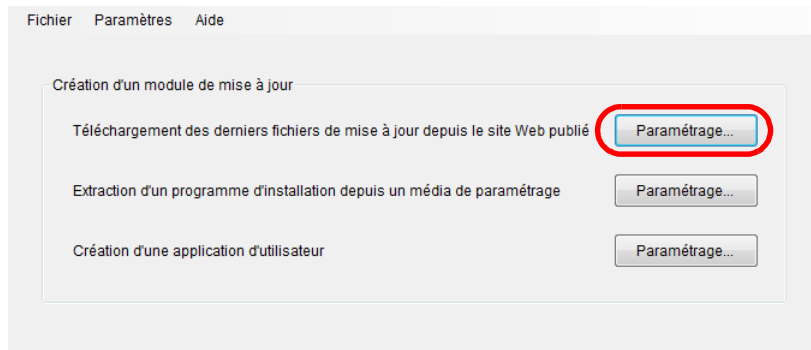 Fichier Paramètres Aide
Création d'un module de mise à jour
Téléchargement des derniers fichiers de mise à jour depuis le site Web publié Paramétrage...
Extraction d'un programme d'installation depuis un média de paramétrage Paramétrage...
Création d'une application d'utilisateur Paramétrage...